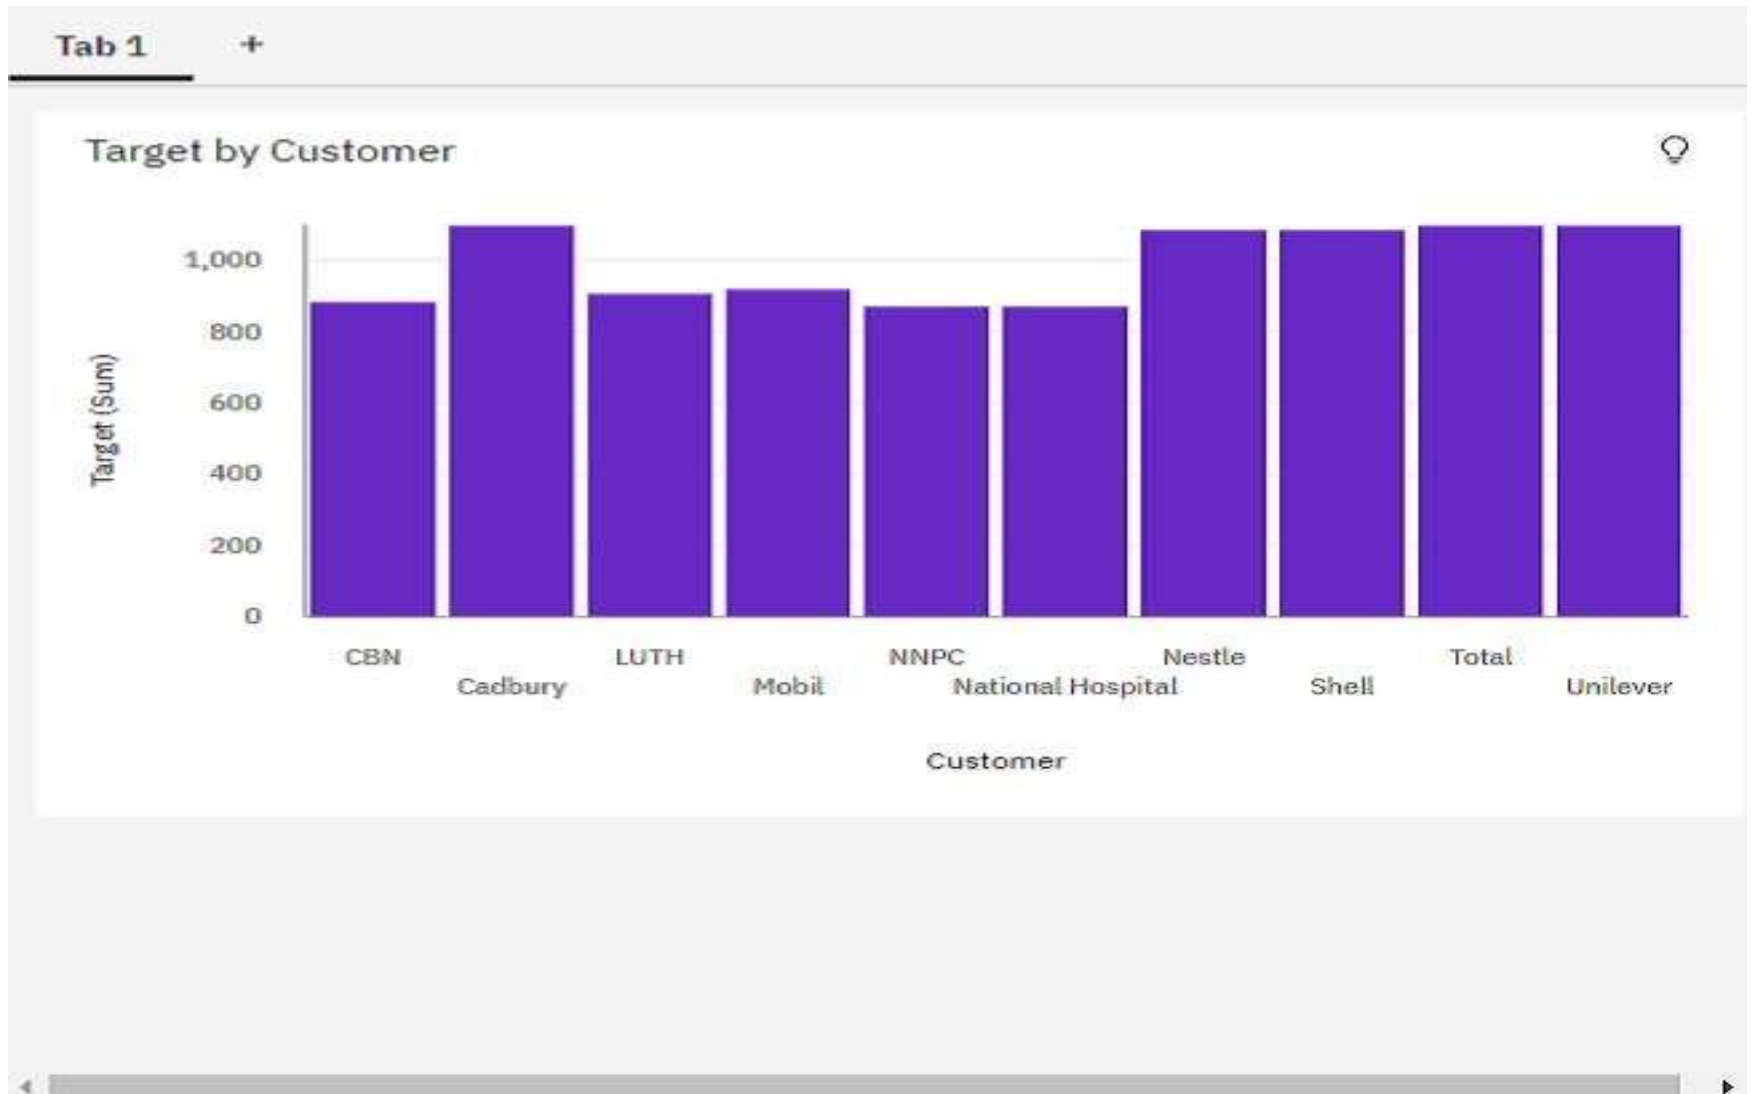 Tab 1 +
Target by Customer
1,000
800
600
400
200
0
Target (Sum)
CBN LUTH NNPC Nestle Total
Cadbury Mobil National Hospital Shell Unilever
Customer